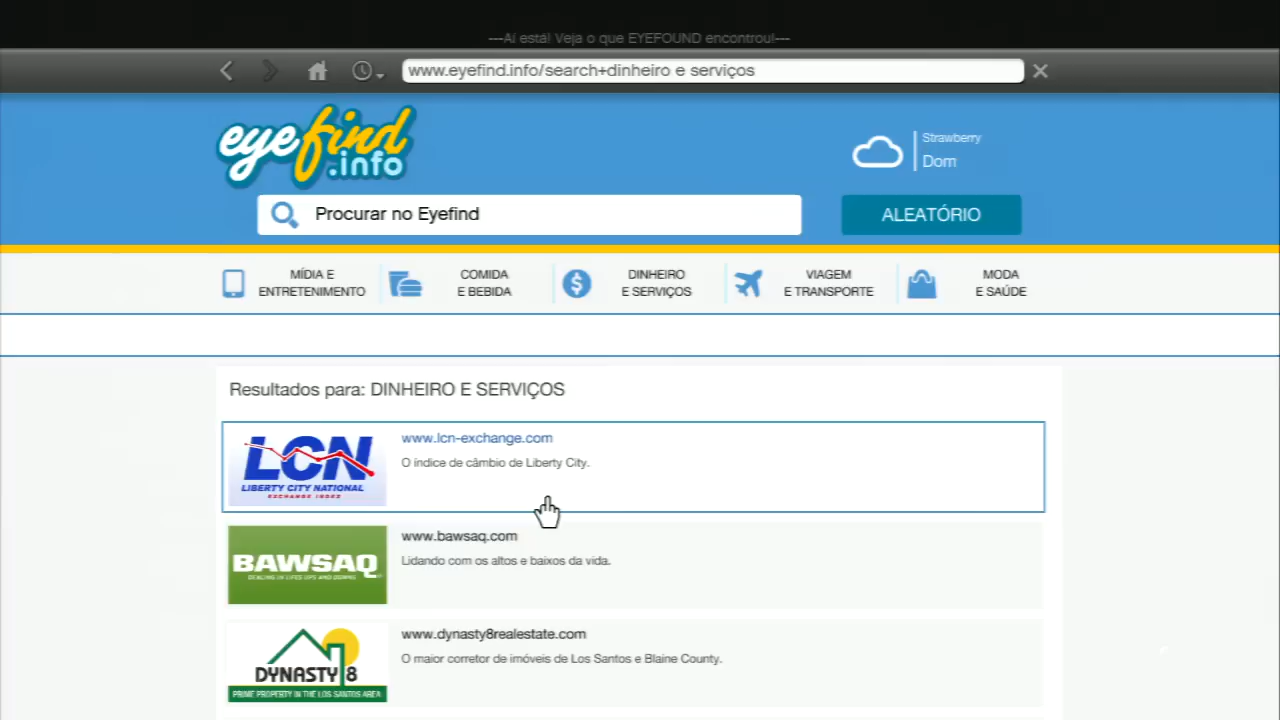 ---Aí está! Veja o que EYEFOUND encontrou!---
www.eyefind.info/search+dinheiro e serviços
eyefind
.info
Strawberry
Dom
Procurar no Eyefind
ALEATÓRIO
MÍDIA E
ENTRETENIMENTO
COMIDA
E BEBIDA
DINHEIRO
E SERVIÇOS
VIAGEM
E TRANSPORTE
MODA
E SAÚDE
Resultados para: DINHEIRO E SERVIÇOS
LCN
LIBERTY CITY NATIONAL
EXCHANGE INDEX
www.lcn-exchange.com
O índice de câmbio de Liberty City.
BAWSAQ
DEALING IN LIFES UPS AND DOWNS
www.bawsaq.com
Lidando com os altos e baixos da vida.
DYNASTY 8
PRIME PROPERTY IN THE LOS SANTOS AREA
www.dynasty8realestate.com
O maior corretor de imóveis de Los Santos e Blaine County.